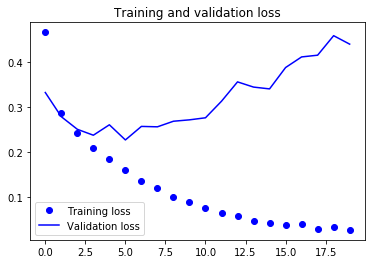 Training and validation loss
0.4
0.3
0.2
0.1
Training loss
Validation loss
0.0 2.5 5.0 7.5 10.0 12.5 15.0 17.5